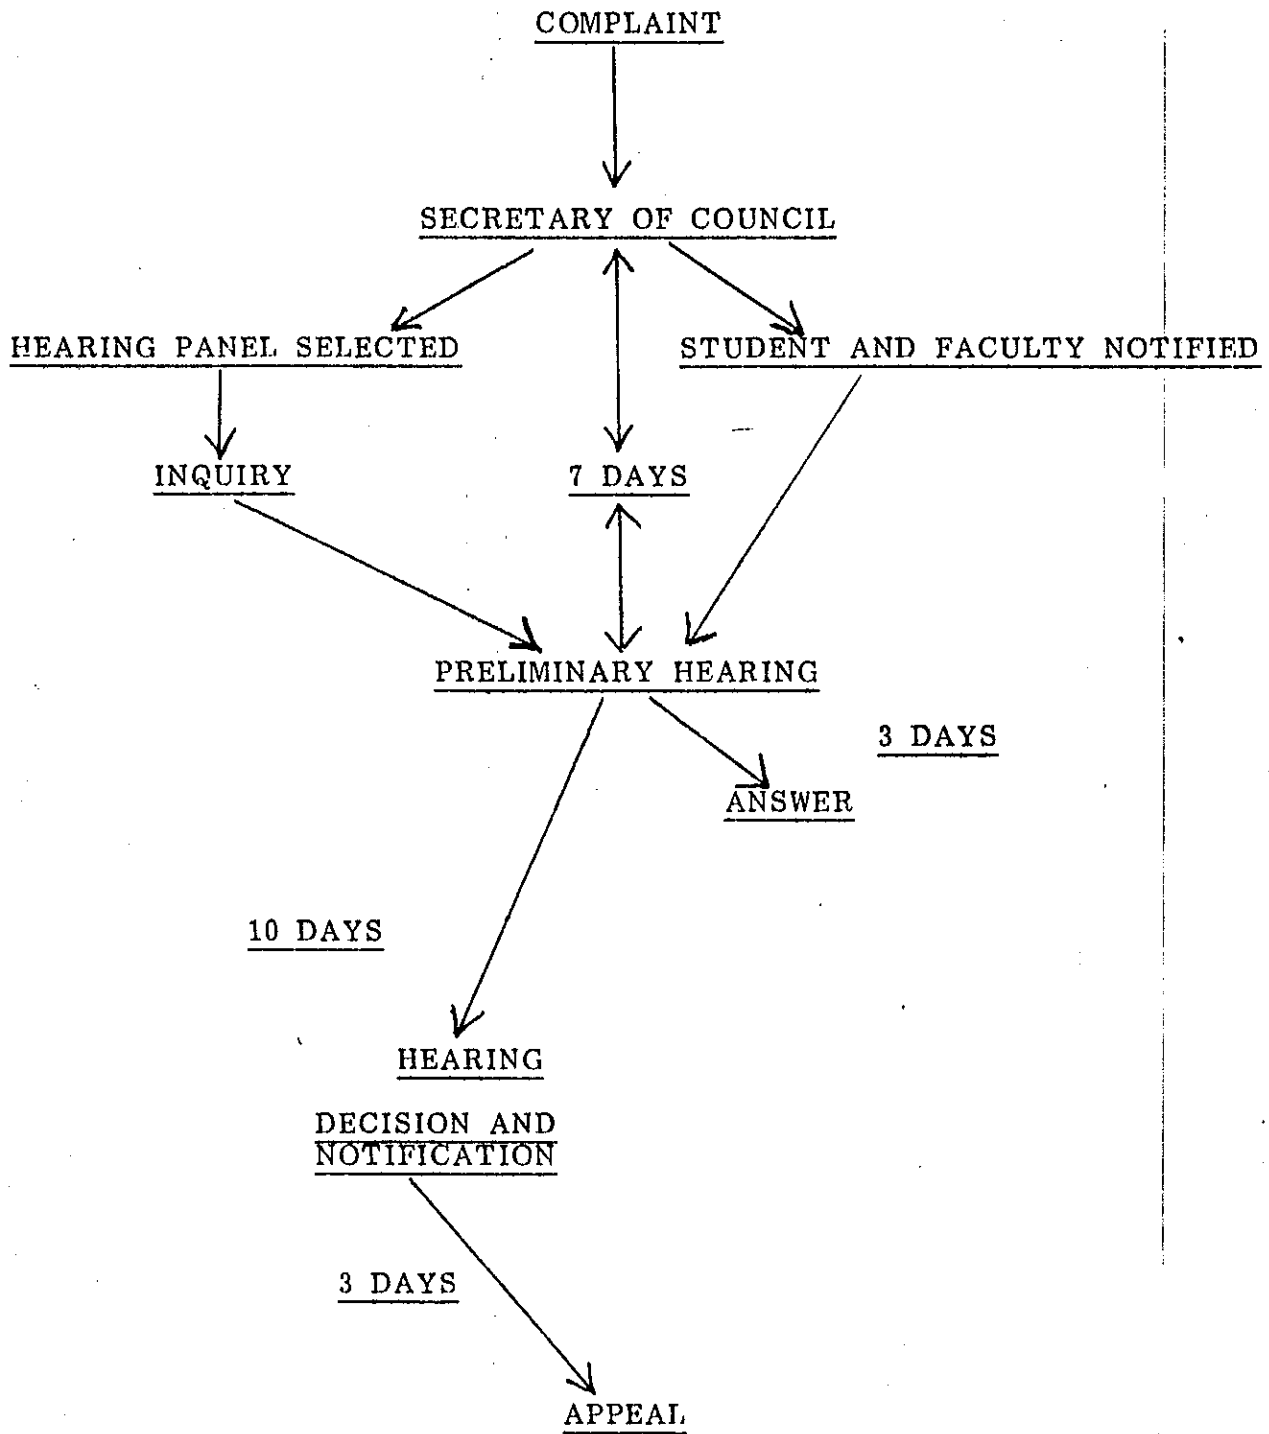 COMPLAINT
SECRETARY OF COUNCIL
HEARING PANEL SELECTED
STUDENT AND FACULTY NOTIFIED
INQUIRY
7 DAYS
PRELIMINARY HEARING
3 DAYS
ANSWER
10 DAYS
HEARING
DECISION AND
NOTIFICATION
3 DAYS
APPEAL